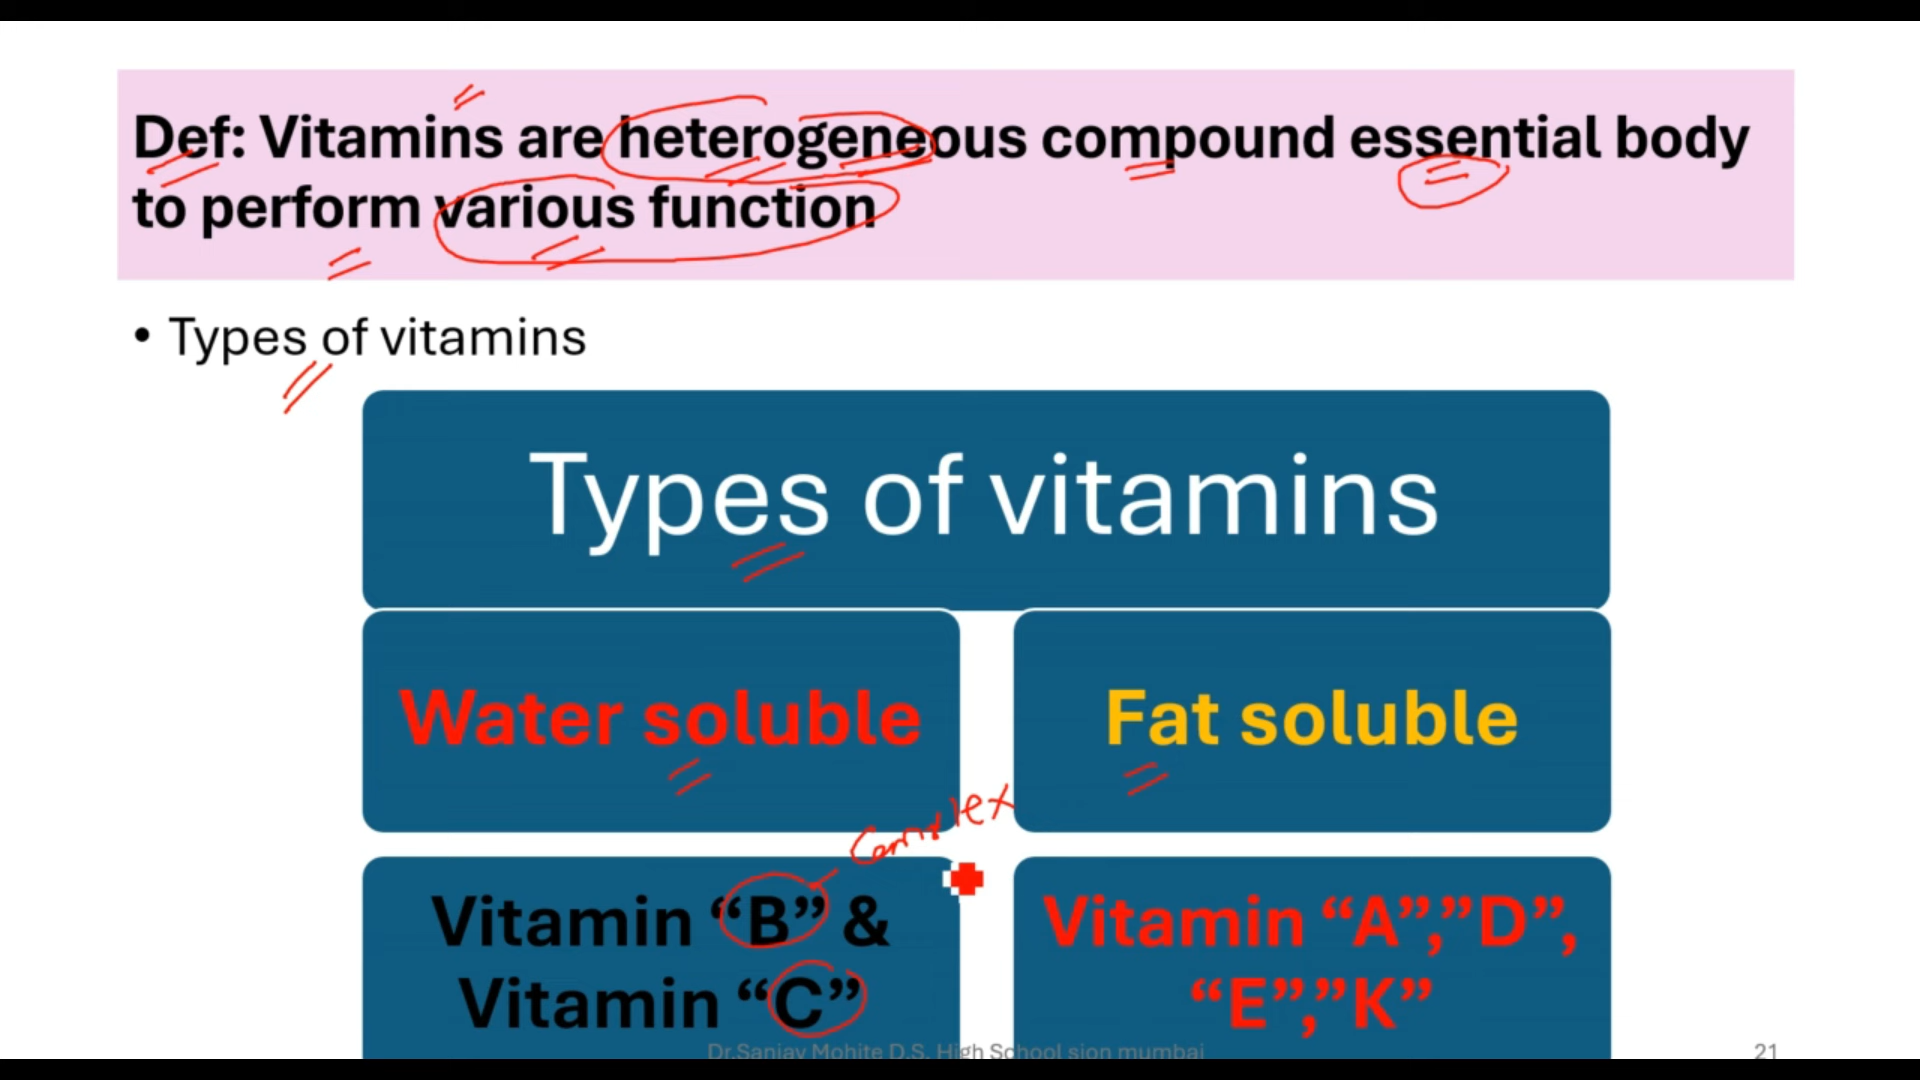 Def: Vitamins are heterogeneous compound essential body
to perform various function
• Types of vitamins
Types of vitamins
Water soluble
Fat soluble
Complex
Vitamin “B” &
Vitamin “C”
Vitamin “A”,”D”,
“E”,”K”
Dr.Sanjay Mohite D.S. High School sion mumbai
21